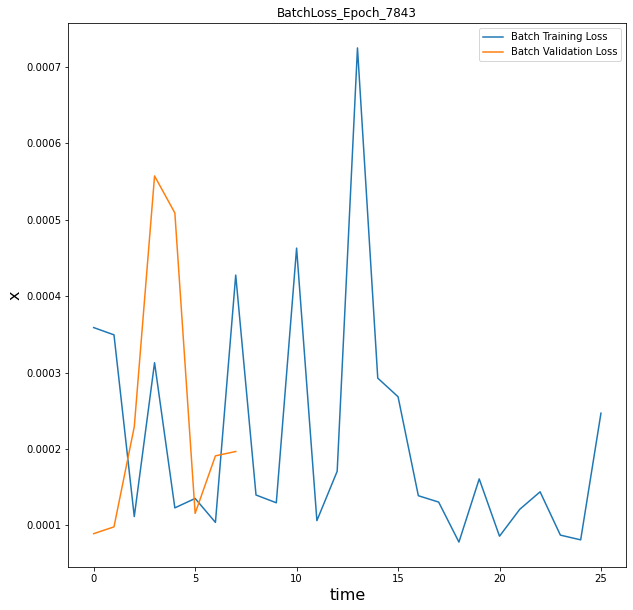 BatchLoss_Epoch_7843
Batch Training Loss
Batch Validation Loss
0.0007
0.0006
0.0005
0.0004
0.0003
0.0002
0.0001
x
0 5 10 15 20 25
time